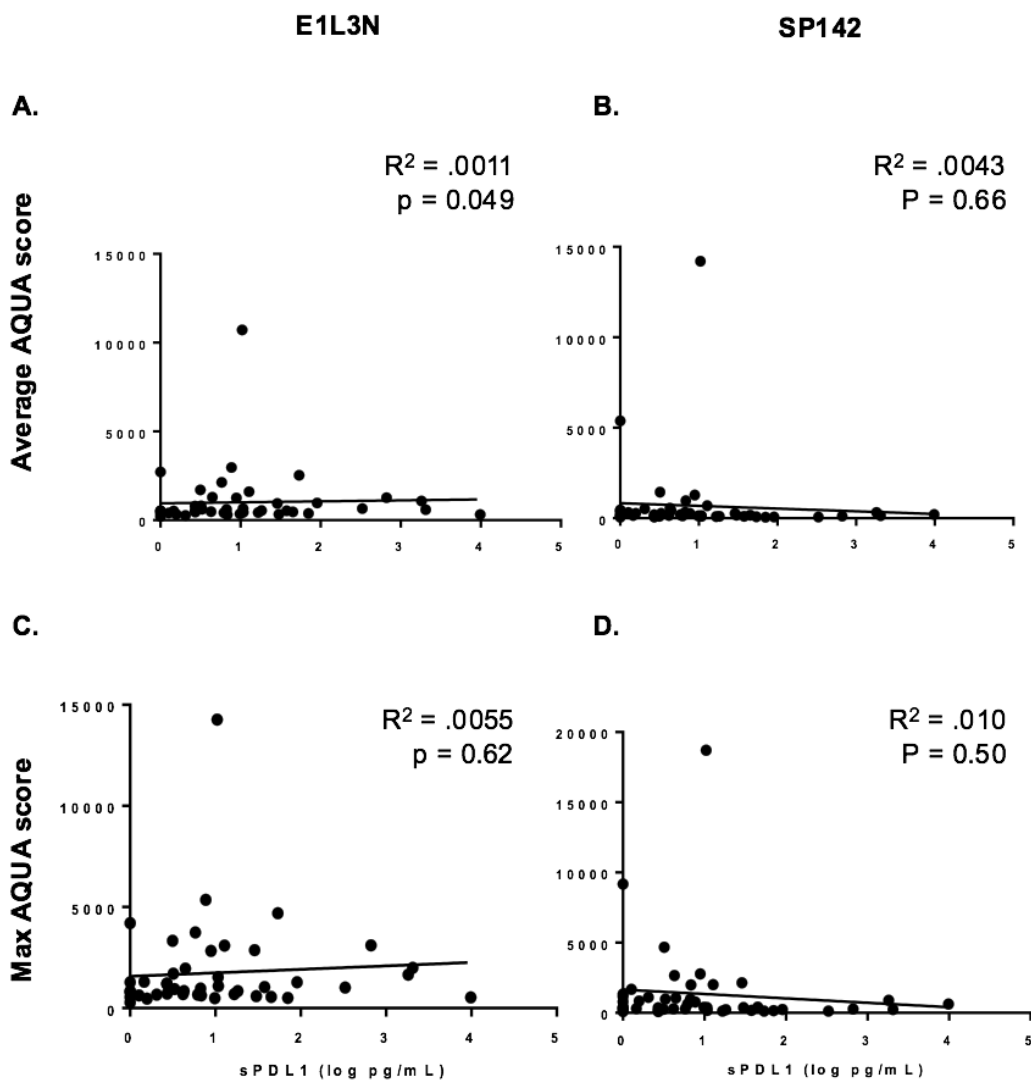 E1L3N
SP142
A.
R² = .0011
p = 0.049
Average AQUA score
15000
10000
5000
0
0 1 2 3 4 5
B.
R² = .0043
P = 0.66
15000
10000
5000
0
0 1 2 3 4 5
C.
R² = .0055
p = 0.62
Max AQUA score
15000
10000
5000
0
0 1 2 3 4 5
sPDL1 (log pg/mL)
D.
R² = .010
P = 0.50
20000
15000
10000
5000
0
0 1 2 3 4 5
sPDL1 (log pg/mL)